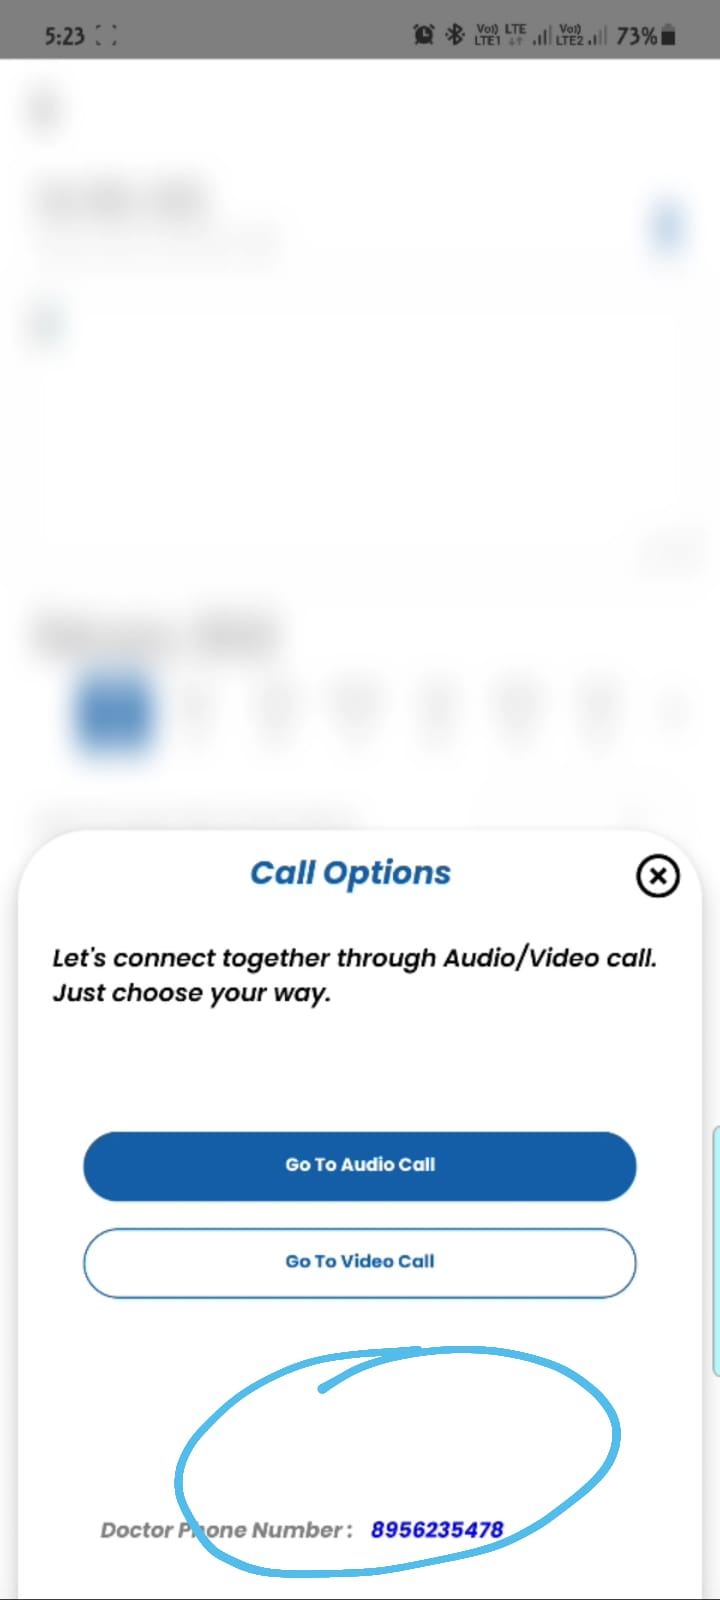 5:23
Vo)) LTE
LTE1
Vo))
LTE2
73%
Call Options
Let's connect together through Audio/Video call.
Just choose your way.
Go To Audio Call
Go To Video Call
Doctor Phone Number : 8956235478